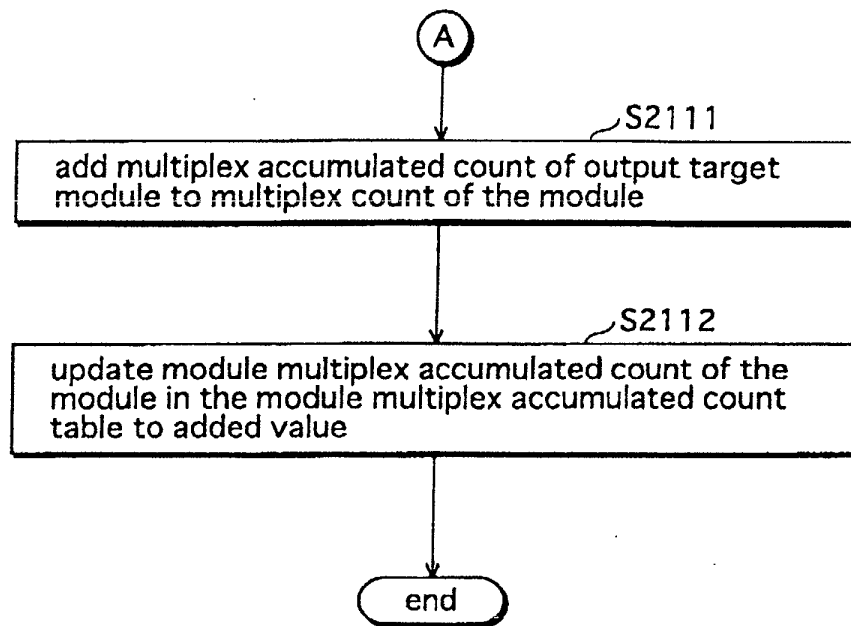 A
S2111
add multiplex accumulated count of output target
module to multiplex count of the module
S2112
update module multiplex accumulated count of the
module in the module multiplex accumulated count
table to added value
end